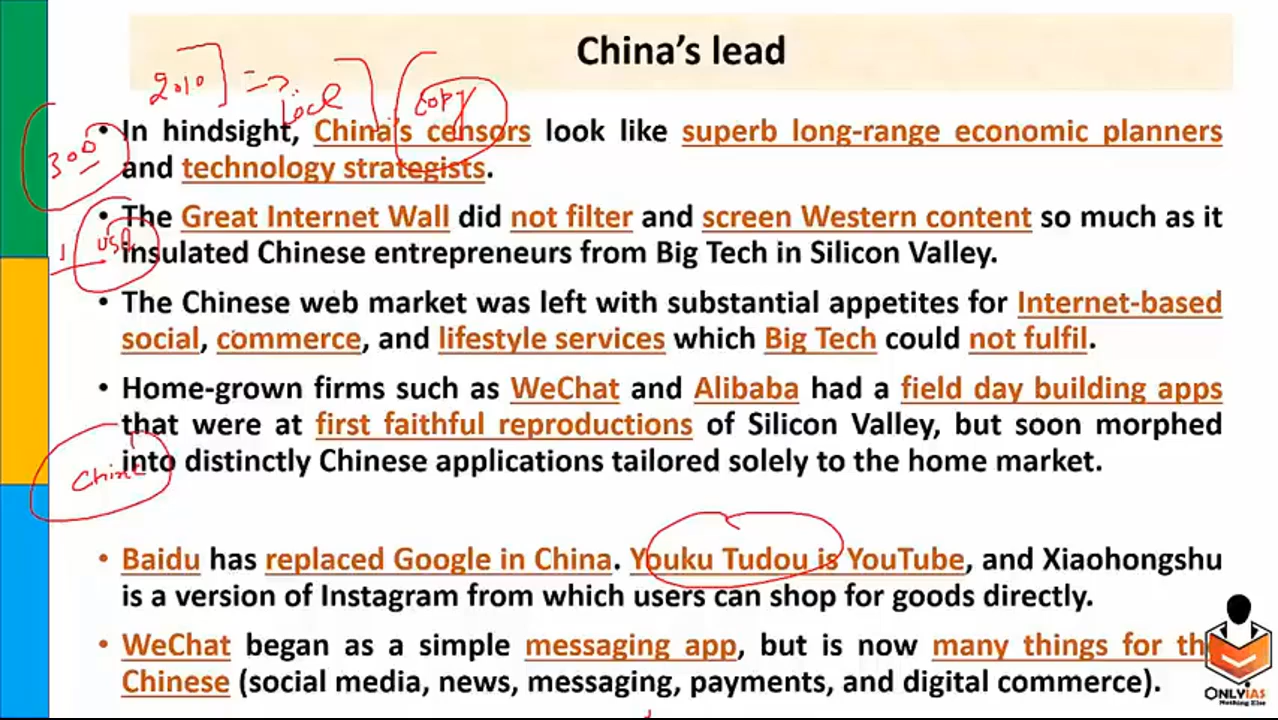 China's lead
2010 => Local copy
• In hindsight, China's censors look like superb long-range economic planners
300
and technology strategists.
• The Great Internet Wall did not filter and screen Western content so much as it
USA
insulated Chinese entrepreneurs from Big Tech in Silicon Valley.
• The Chinese web market was left with substantial appetites for Internet-based
social, commerce, and lifestyle services which Big Tech could not fulfil.
• Home-grown firms such as WeChat and Alibaba had a field day building apps
that were at first faithful reproductions of Silicon Valley, but soon morphed
into distinctly Chinese applications tailored solely to the home market.
• Baidu has replaced Google in China. Youku Tudou is YouTube, and Xiaohongshu
is a version of Instagram from which users can shop for goods directly.
• WeChat began as a simple messaging app, but is now many things for th
Chinese (social media, news, messaging, payments, and digital commerce).
ONLYIAS
Nothing Else